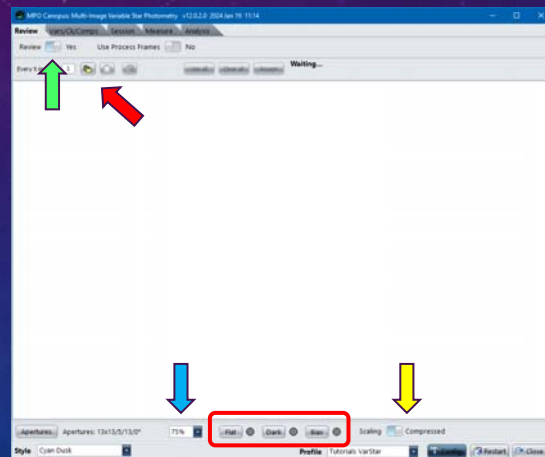 MPO Canopus: Multi-Image Variable Star Photometry v12.0.2.0 2024 Jan 19 11:14
Review Vars/Ck/Comps Session Measure Analysis
Review Yes Use Process Frames No
Every X
Waiting...
Apertures Apertures: 13x13/5/13/0° 75% Flat Dark Bias Scaling Compressed
Style Cyan Dusk Profile Tutorials VarStar Restart Close